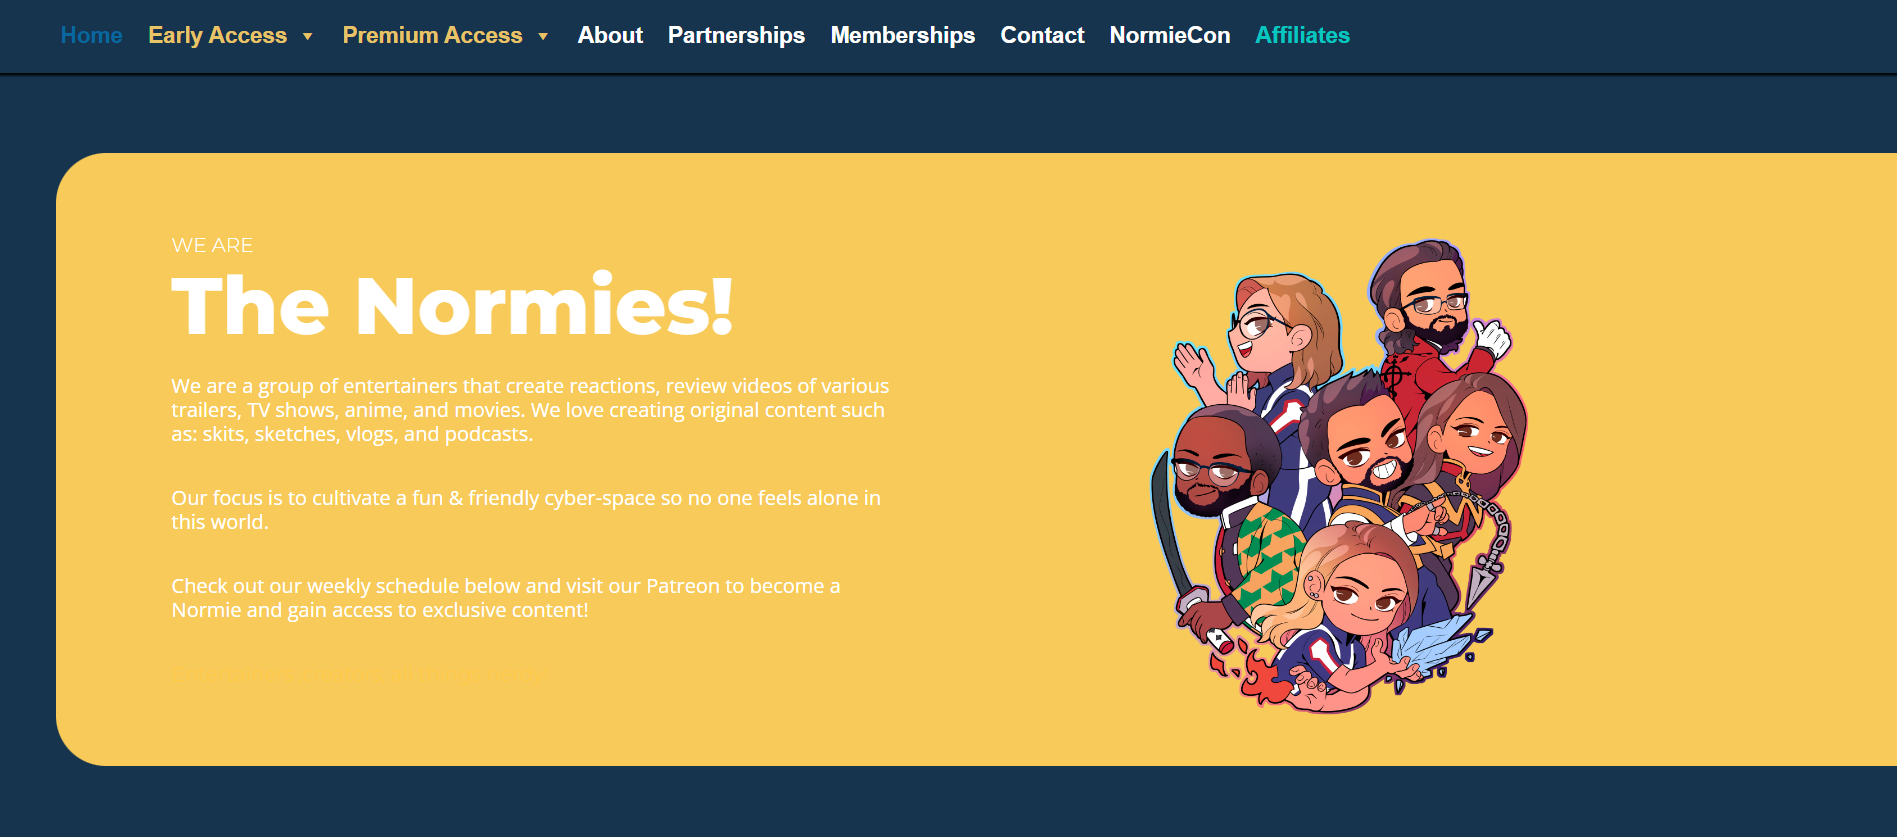 Home Early Access Premium Access About Partnerships Memberships Contact NormieCon Affiliates
WE ARE
The Normies!
We are a group of entertainers that create reactions, review videos of various
trailers, TV shows, anime, and movies. We love creating original content such
as: skits, sketches, vlogs, and podcasts.
Our focus is to cultivate a fun & friendly cyber-space so no one feels alone in
this world.
Check out our weekly schedule below and visit our Patreon to become a
Normie and gain access to exclusive content!